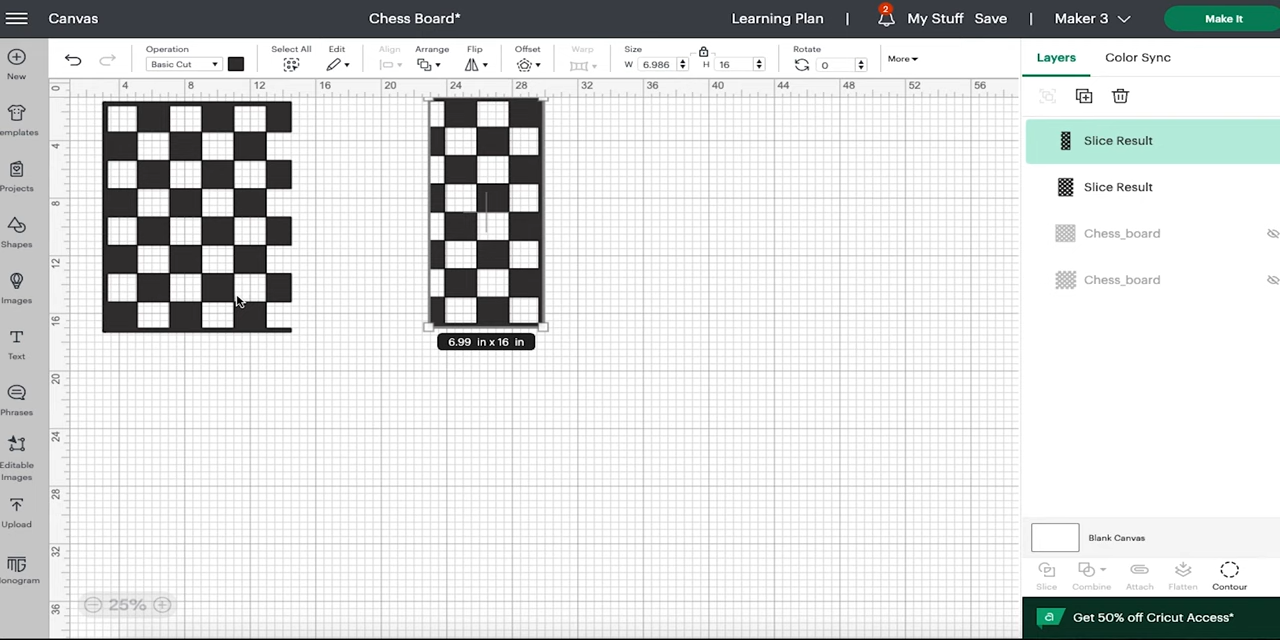 Canvas
Chess Board*
Learning Plan
|
2
My Stuff
Save
|
Maker 3
Make It
New
emplates
Projects
Shapes
Images
Text
Phrases
Editable
Images
Upload
onogram
Operation
Basic Cut
Select All
Edit
Align
Arrange
Flip
Offset
Warp
Size
W 6.986
H 16
Rotate
0
More
0 4 8 12 16 20 24 28 32 36 40 44 48 52 56
4
8
12
16
20
24
28
32
36
6.99 in x 16 in
25%
Layers
Color Sync
Slice Result
Slice Result
Chess_board
Chess_board
Blank Canvas
Slice
Combine
Attach
Flatten
Contour
a
Get 50% off Cricut Access*